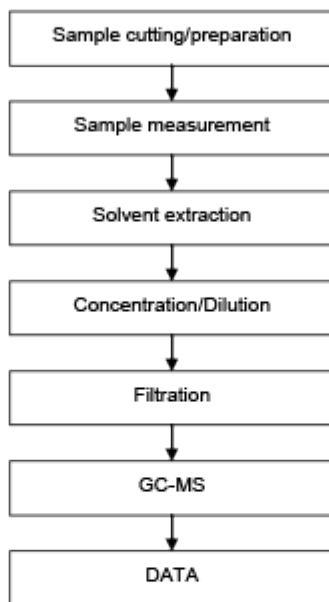 Sample cutting/preparation
Sample measurement
Solvent extraction
Concentration/Dilution
Filtration
GC-MS
DATA